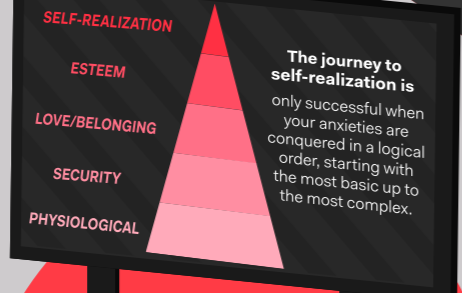 SELF-REALIZATION
ESTEEM
LOVE/BELONGING
SECURITY
PHYSIOLOGICAL
The journey to
self-realization is
only successful when
your anxieties are
conquered in a logical
order, starting with
the most basic up to
the most complex.